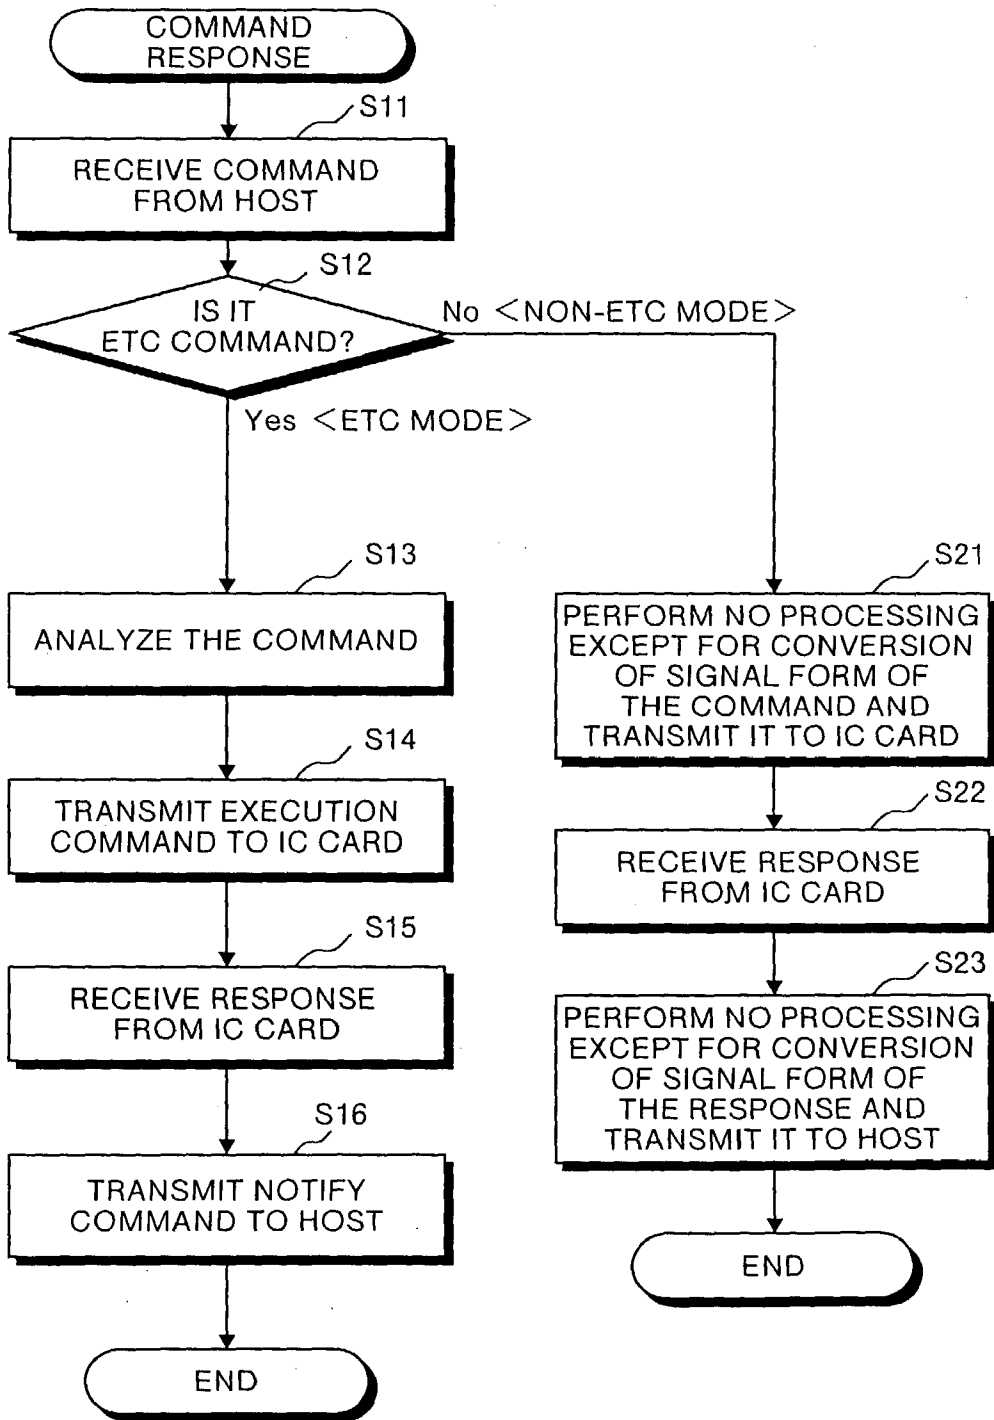 COMMAND
RESPONSE
S11
RECEIVE COMMAND
FROM HOST
S12
IS IT
ETC COMMAND?
No <NON-ETC MODE>
Yes <ETC MODE>
S13
ANALYZE THE COMMAND
S14
TRANSMIT EXECUTION
COMMAND TO IC CARD
S15
RECEIVE RESPONSE
FROM IC CARD
S16
TRANSMIT NOTIFY
COMMAND TO HOST
END
S21
PERFORM NO PROCESSING
EXCEPT FOR CONVERSION
OF SIGNAL FORM OF
THE COMMAND AND
TRANSMIT IT TO IC CARD
S22
RECEIVE RESPONSE
FROM IC CARD
S23
PERFORM NO PROCESSING
EXCEPT FOR CONVERSION
OF SIGNAL FORM OF
THE RESPONSE AND
TRANSMIT IT TO HOST
END